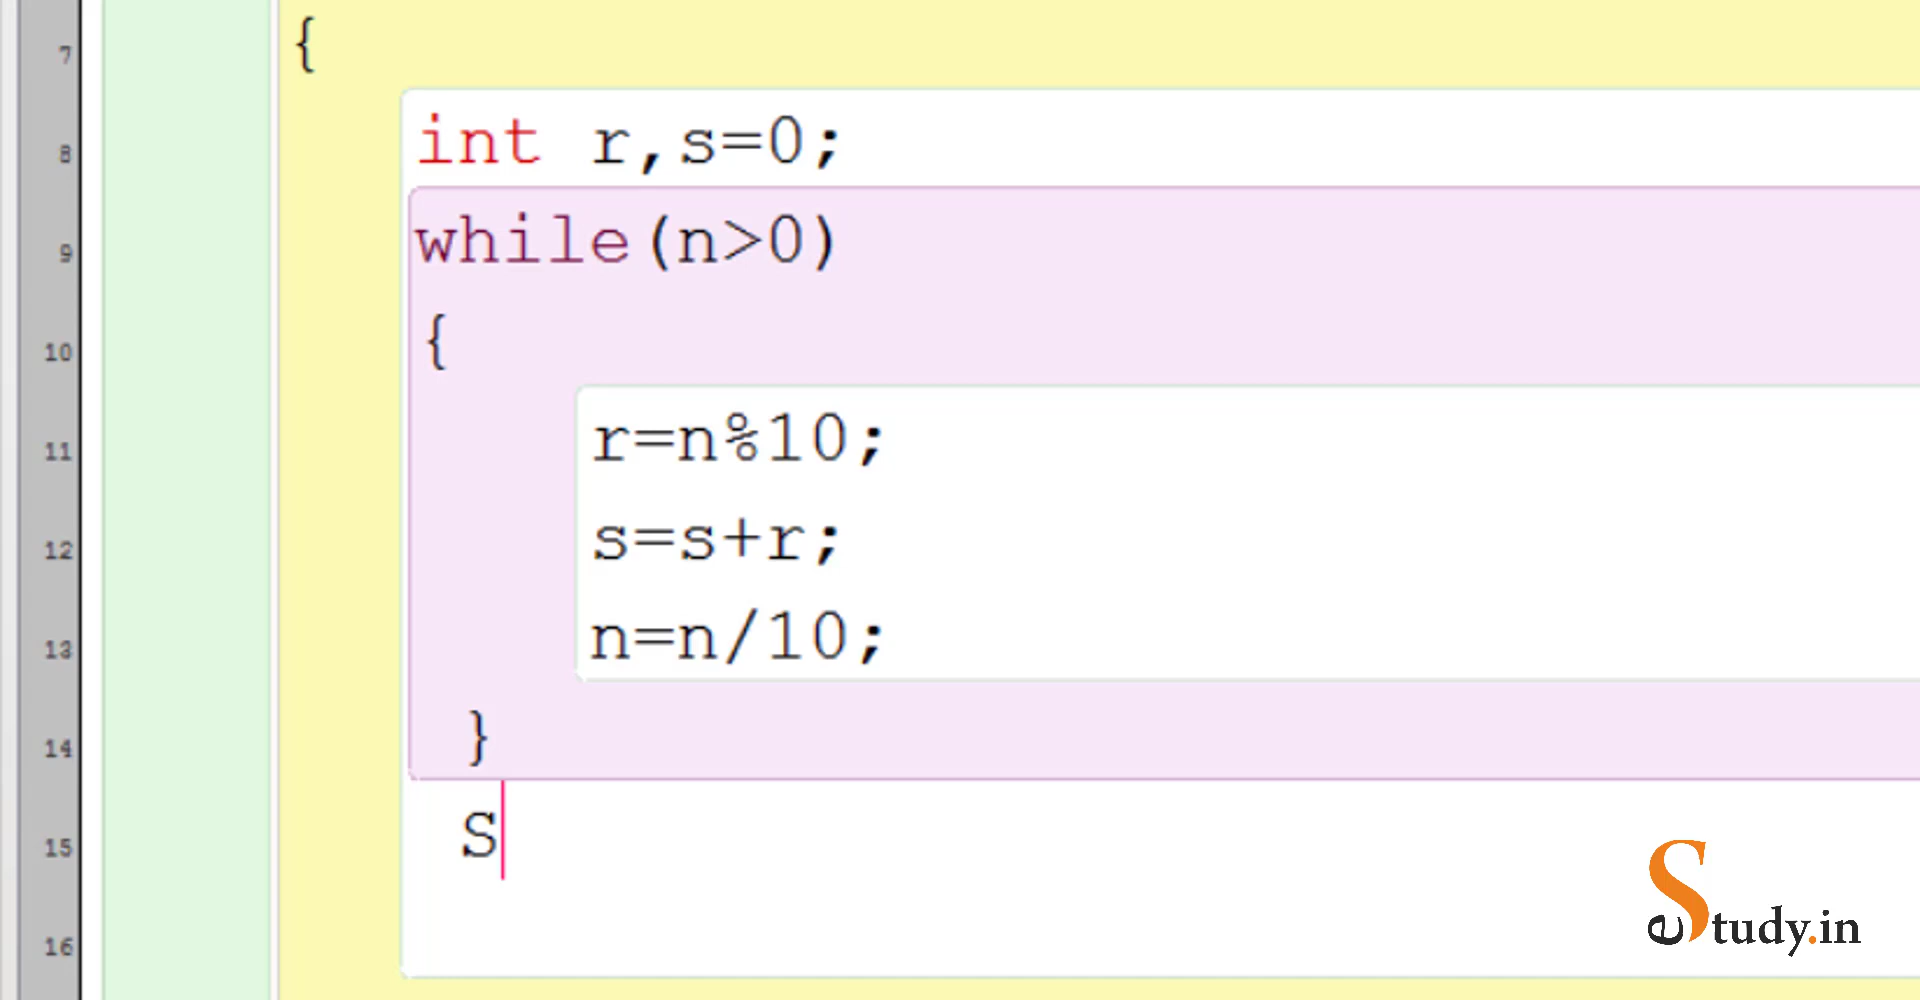 7 {
8 int r,s=0;
9 while(n>0)
10 {
11 r=n%10;
12 s=s+r;
13 n=n/10;
14 }
15 S
16
eStudy.in